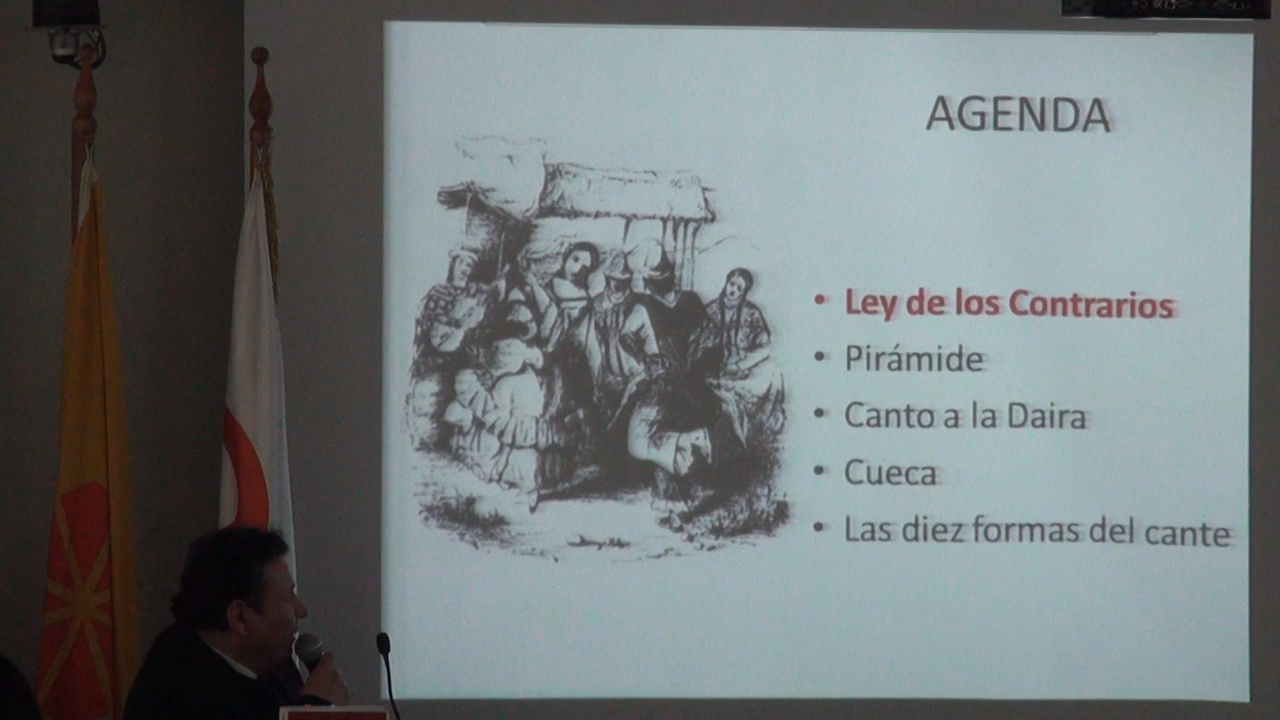 AGENDA
• Ley de los Contrarios
• Pirámide
• Canto a la Daira
• Cueca
• Las diez formas del cante